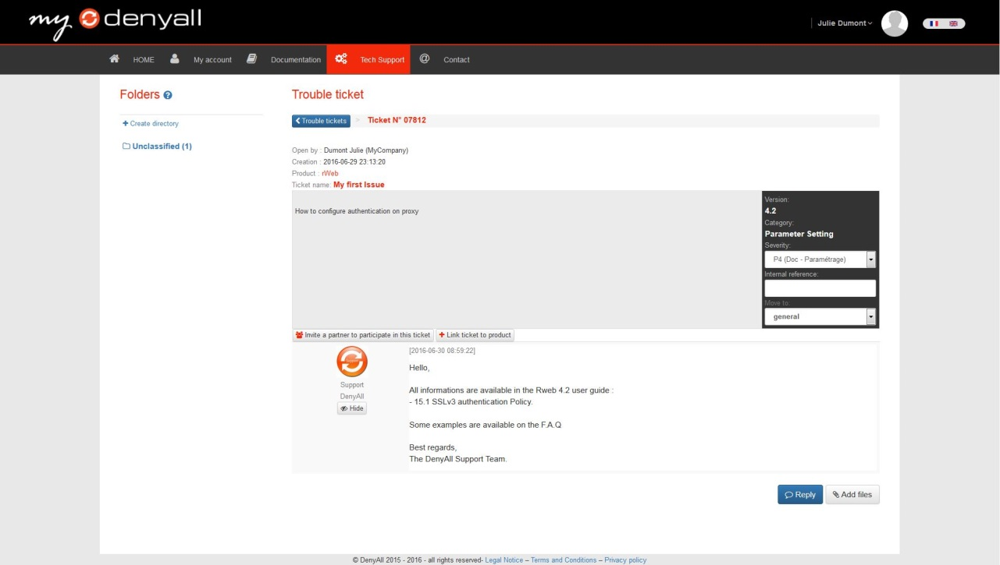 my denyall
Julie Dumont
HOME My account Documentation Tech Support @ Contact
Folders ?
+ Create directory
Unclassified (1)
Trouble ticket
Trouble tickets > Ticket N° 07812
Open by : Dumont Julie (MyCompany)
Creation : 2016-06-29 23:13:20
Product : rWeb
Ticket name: My first Issue
How to configure authentication on proxy
Version:
4.2
Category:
Parameter Setting
Severity:
P4 (Doc - Paramétrage)
Internal reference:
Move to:
general
Invite a partner to participate in this ticket + Link ticket to product
Support
DenyAll
Hide
[2016-06-30 08:59:22]
Hello,
All informations are available in the Rweb 4.2 user guide :
- 15.1 SSLv3 authentication Policy.
Some examples are available on the F.A.Q
Best regards,
The DenyAll Support Team.
Reply Add files
© DenyAll 2015 - 2016 - all rights reserved- Legal Notice – Terms and Conditions – Privacy policy